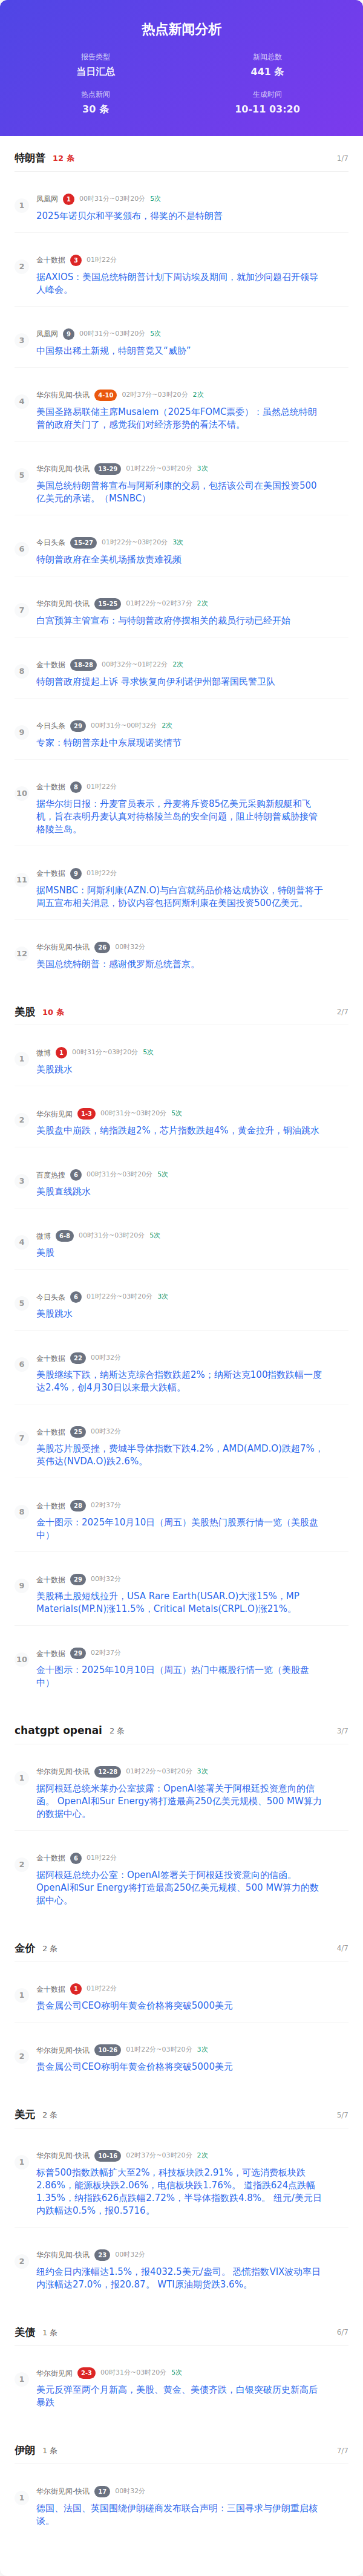 热点新闻分析
报告类型
当日汇总
新闻总数
441 条
热点新闻
30 条
生成时间
10-11 03:20
特朗普 12 条 1/7
1
凤凰网 1 00时31分~03时20分 5次
2025年诺贝尔和平奖颁布，得奖的不是特朗普
2
金十数据 3 01时22分
据AXIOS：美国总统特朗普计划下周访埃及期间，就加沙问题召开领导
人峰会。
3
凤凰网 9 00时31分~03时20分 5次
中国祭出稀土新规，特朗普竟又“威胁”
4
华尔街见闻-快讯 4-10 02时37分~03时20分 2次
美国圣路易联储主席Musalem（2025年FOMC票委）：虽然总统特朗
普的政府关门了，感觉我们对经济形势的看法不错。
5
华尔街见闻-快讯 13-29 01时22分~03时20分 3次
美国总统特朗普将宣布与阿斯利康的交易，包括该公司在美国投资500
亿美元的承诺。（MSNBC）
6
今日头条 15-27 01时22分~03时20分 3次
特朗普政府在全美机场播放责难视频
7
华尔街见闻-快讯 15-25 01时22分~02时37分 2次
白宫预算主管宣布：与特朗普政府停摆相关的裁员行动已经开始
8
金十数据 18-28 00时32分~01时22分 2次
特朗普政府提起上诉 寻求恢复向伊利诺伊州部署国民警卫队
9
今日头条 29 00时31分~00时32分 2次
专家：特朗普亲赴中东展现诺奖情节
10
金十数据 8 01时22分
据华尔街日报：丹麦官员表示，丹麦将斥资85亿美元采购新舰艇和飞
机，旨在表明丹麦认真对待格陵兰岛的安全问题，阻止特朗普威胁接管
格陵兰岛。
11
金十数据 9 01时22分
据MSNBC：阿斯利康(AZN.O)与白宫就药品价格达成协议，特朗普将于
周五宣布相关消息，协议内容包括阿斯利康在美国投资500亿美元。
12
华尔街见闻-快讯 26 00时32分
美国总统特朗普：感谢俄罗斯总统普京。
美股 10 条 2/7
1
微博 1 00时31分~03时20分 5次
美股跳水
2
华尔街见闻 1-3 00时31分~03时20分 5次
美股盘中崩跌，纳指跌超2%，芯片指数跌超4%，黄金拉升，铜油跳水
3
百度热搜 6 00时31分~03时20分 5次
美股直线跳水
4
微博 6-8 00时31分~03时20分 5次
美股
5
今日头条 6 01时22分~03时20分 3次
美股跳水
6
金十数据 22 00时32分
美股继续下跌，纳斯达克综合指数跌超2%；纳斯达克100指数跌幅一度
达2.4%，创4月30日以来最大跌幅。
7
金十数据 25 00时32分
美股芯片股受挫，费城半导体指数下跌4.2%，AMD(AMD.O)跌超7%，
英伟达(NVDA.O)跌2.6%。
8
金十数据 28 02时37分
金十图示：2025年10月10日（周五）美股热门股票行情一览（美股盘
中）
9
金十数据 29 00时32分
美股稀土股短线拉升，USA Rare Earth(USAR.O)大涨15%，MP
Materials(MP.N)涨11.5%，Critical Metals(CRPL.O)涨21%。
10
金十数据 29 02时37分
金十图示：2025年10月10日（周五）热门中概股行情一览（美股盘
中）
chatgpt openai 2 条 3/7
1
华尔街见闻-快讯 12-28 01时22分~03时20分 3次
据阿根廷总统米莱办公室披露：OpenAI签署关于阿根廷投资意向的信
函。 OpenAI和Sur Energy将打造最高250亿美元规模、500 MW算力
的数据中心。
2
金十数据 6 01时22分
据阿根廷总统办公室：OpenAI签署关于阿根廷投资意向的信函。
OpenAI和Sur Energy将打造最高250亿美元规模、500 MW算力的数
据中心。
金价 2 条 4/7
1
金十数据 1 01时22分
贵金属公司CEO称明年黄金价格将突破5000美元
2
华尔街见闻-快讯 10-26 01时22分~03时20分 3次
贵金属公司CEO称明年黄金价格将突破5000美元
美元 2 条 5/7
1
华尔街见闻-快讯 10-16 02时37分~03时20分 2次
标普500指数跌幅扩大至2%，科技板块跌2.91%，可选消费板块跌
2.86%，能源板块跌2.06%，电信板块跌1.76%。 道指跌624点跌幅
1.35%，纳指跌626点跌幅2.72%，半导体指数跌4.8%。 纽元/美元日
内跌幅达0.5%，报0.5716。
2
华尔街见闻-快讯 23 00时32分
纽约金日内涨幅达1.5%，报4032.5美元/盎司。 恐慌指数VIX波动率日
内涨幅达27.0%，报20.87。 WTI原油期货跌3.6%。
美债 1 条 6/7
1
华尔街见闻 2-3 00时31分~03时20分 5次
美元反弹至两个月新高，美股、黄金、美债齐跌，白银突破历史新高后
暴跌
伊朗 1 条 7/7
1
华尔街见闻-快讯 17 00时32分
德国、法国、英国围绕伊朗磋商发布联合声明：三国寻求与伊朗重启核
谈。